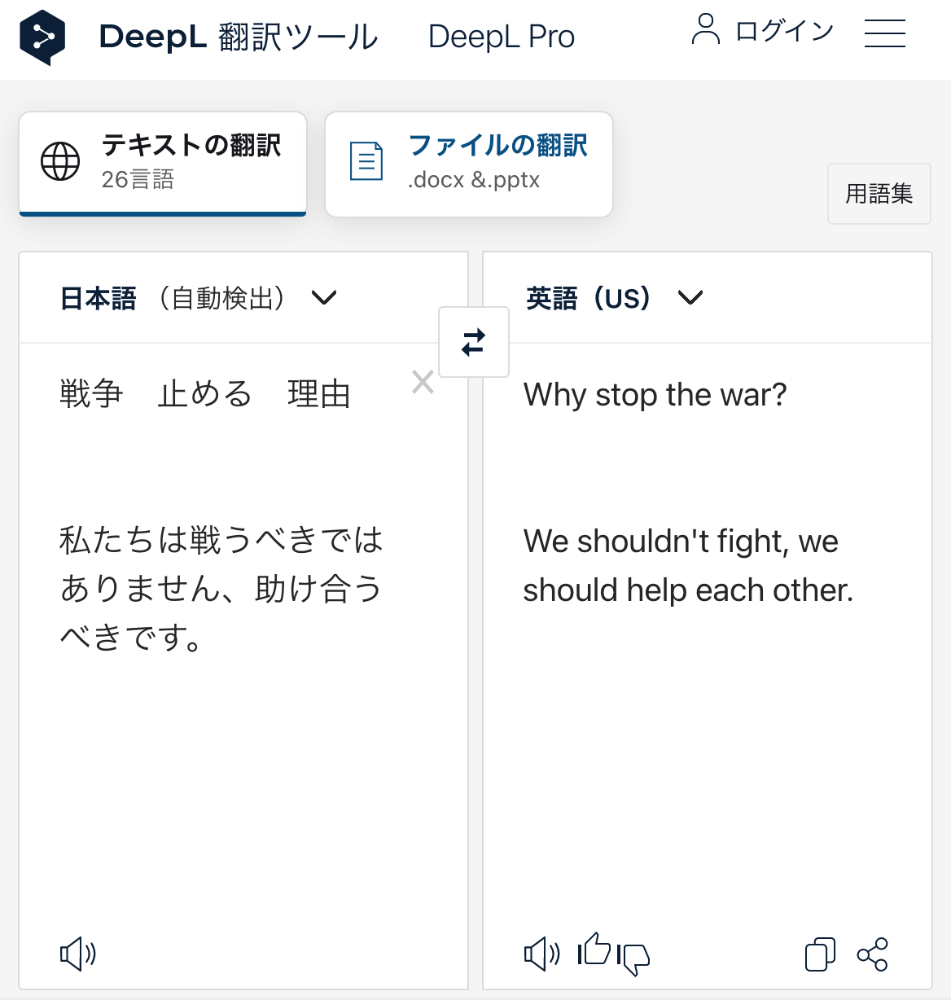 DeepL 翻訳ツール DeepL Pro ログイン
テキストの翻訳
26言語
ファイルの翻訳
.docx &.pptx
用語集
日本語 （自動検出）
英語（US）
戦争　止める　理由
Why stop the war?
私たちは戦うべきでは
ありません、助け合う
べきです。
We shouldn't fight, we
should help each other.